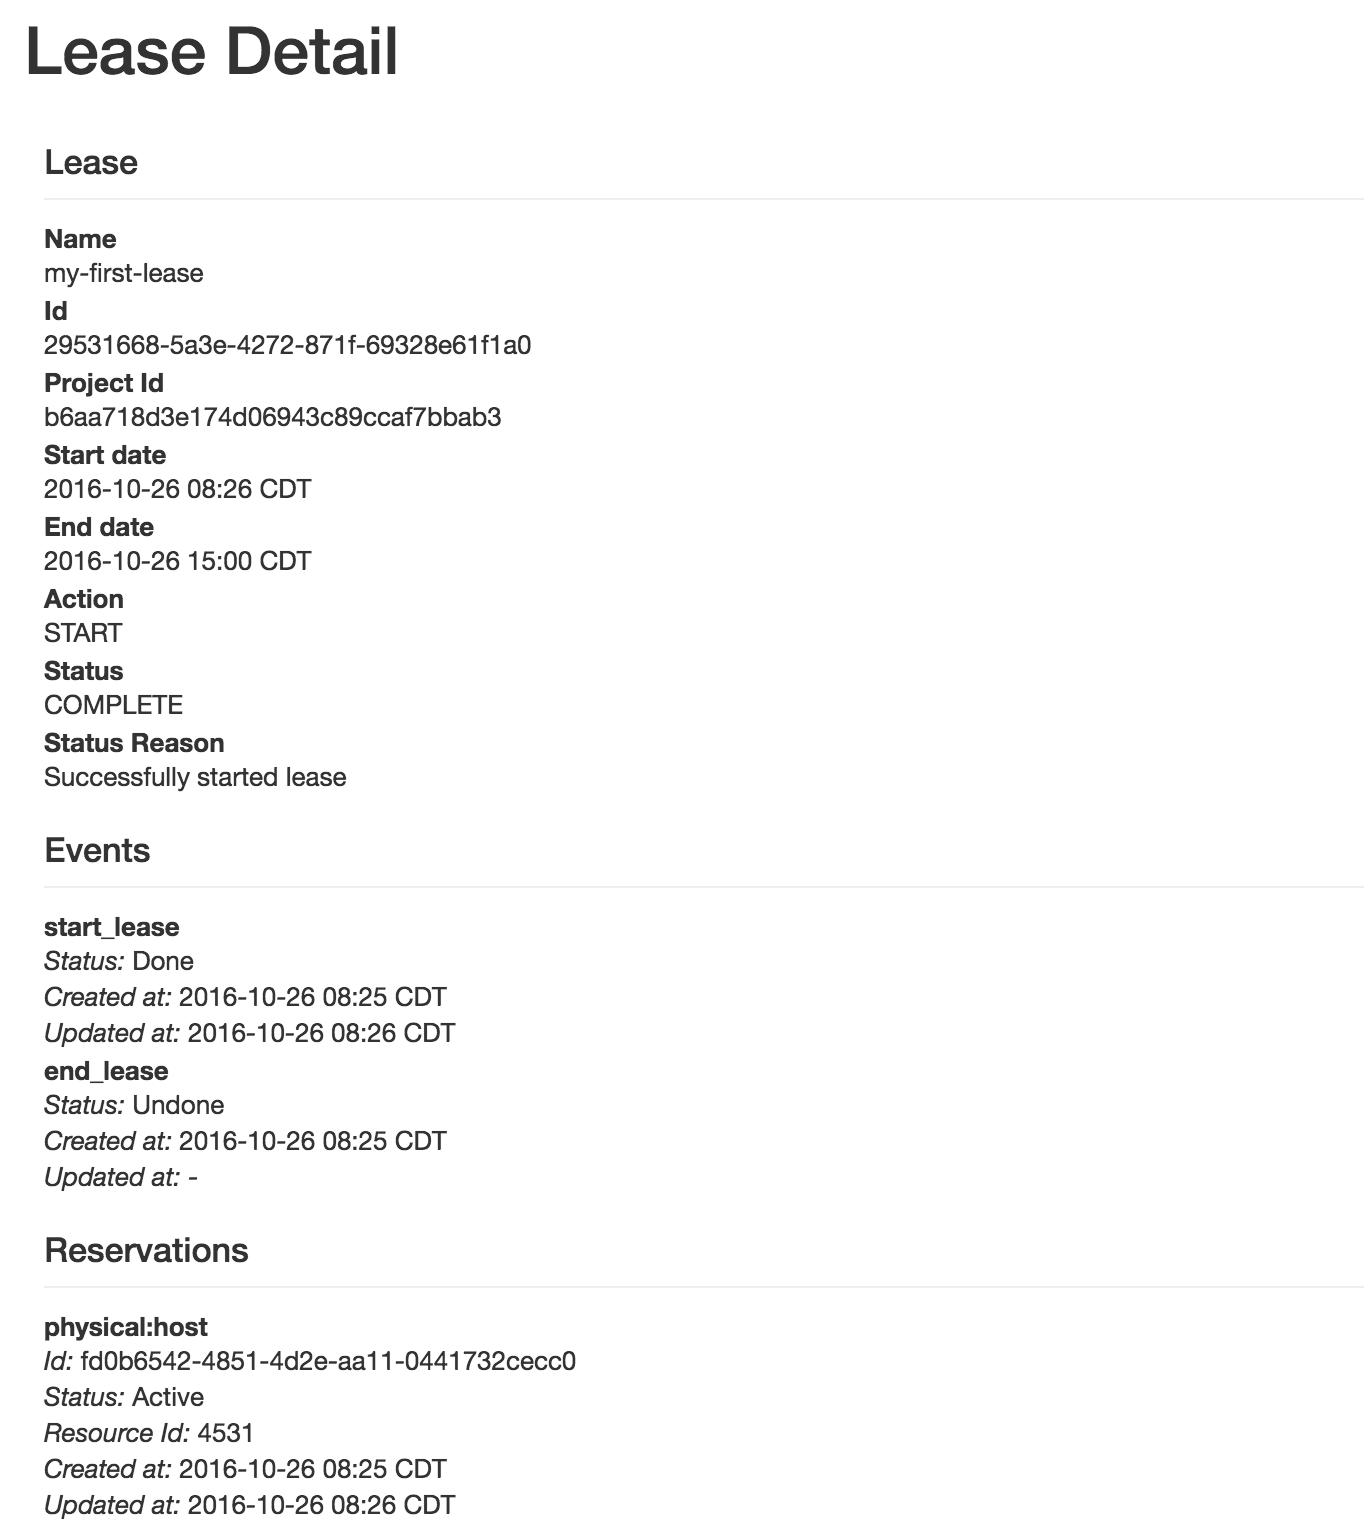 Lease Detail
Lease
Name
my-first-lease
Id
29531668-5a3e-4272-871f-69328e61f1a0
Project Id
b6aa718d3e174d06943c89ccaf7bbab3
Start date
2016-10-26 08:26 CDT
End date
2016-10-26 15:00 CDT
Action
START
Status
COMPLETE
Status Reason
Successfully started lease
Events
start_lease
Status: Done
Created at: 2016-10-26 08:25 CDT
Updated at: 2016-10-26 08:26 CDT
end_lease
Status: Undone
Created at: 2016-10-26 08:25 CDT
Updated at: -
Reservations
physical:host
Id: fd0b6542-4851-4d2e-aa11-0441732cecc0
Status: Active
Resource Id: 4531
Created at: 2016-10-26 08:25 CDT
Updated at: 2016-10-26 08:26 CDT